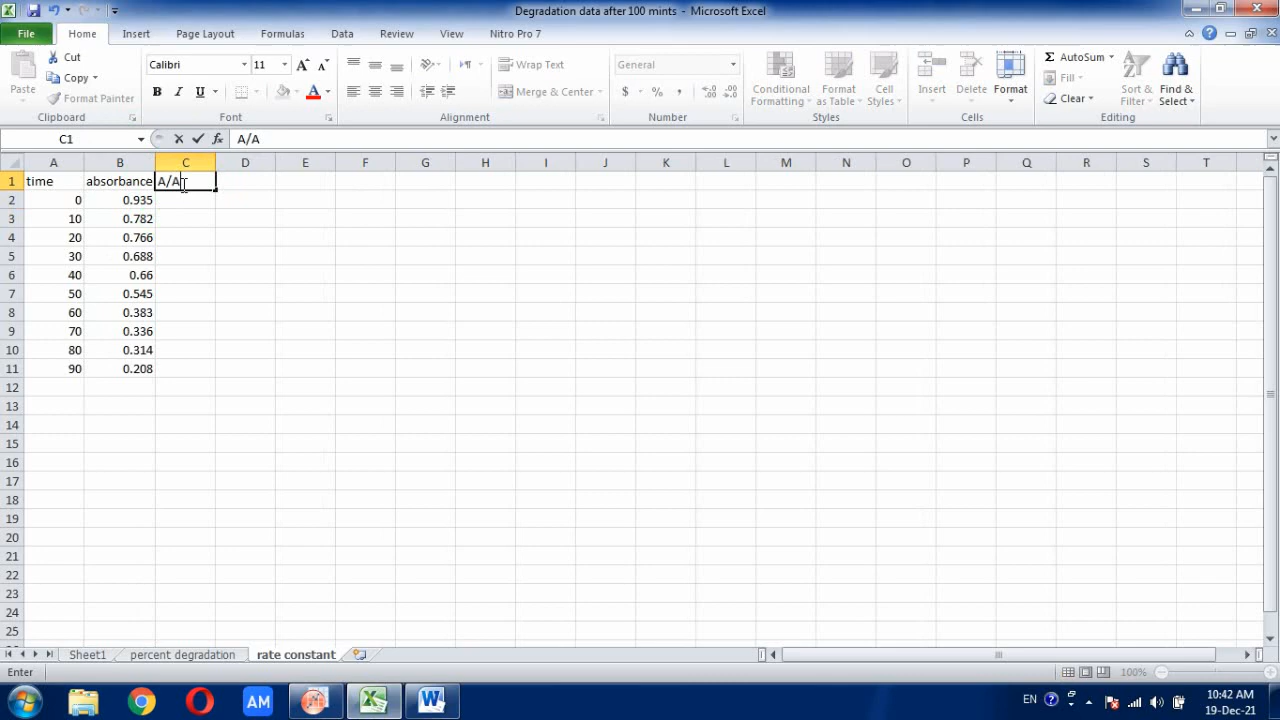 Degradation data after 100 mints - Microsoft Excel
File Home Insert Page Layout Formulas Data Review View Nitro Pro 7
Paste Cut Copy Format Painter Clipboard
Calibri 11 B I U Font
Wrap Text Merge & Center Alignment
General $ % , Number
Conditional Formatting Format as Table Cell Styles Styles
Insert Delete Format Cells
Σ AutoSum Fill Clear Sort & Filter Find & Select Editing
C1 fx A/A
A B C D E F G H I J K L M N O P Q R S T
1 time absorbance A/A
2 0 0.935
3 10 0.782
4 20 0.766
5 30 0.688
6 40 0.66
7 50 0.545
8 60 0.383
9 70 0.336
10 80 0.314
11 90 0.208
12
13
14
15
16
17
18
19
20
21
22
23
24
25
Sheet1 percent degradation rate constant
Enter 100%
AM EN 10:42 AM
19-Dec-21